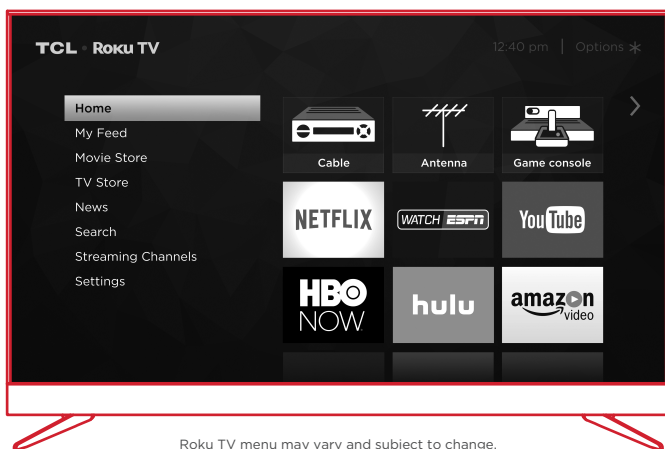 TCL • Roku TV
12:40 pm | Options *
Home
My Feed
Movie Store
TV Store
News
Search
Streaming Channels
Settings
Cable
Antenna
Game console
NETFLIX
WATCH ESPN
YouTube
HBO
NOW
hulu
amazon
video
Roku TV menu may vary and subject to change.